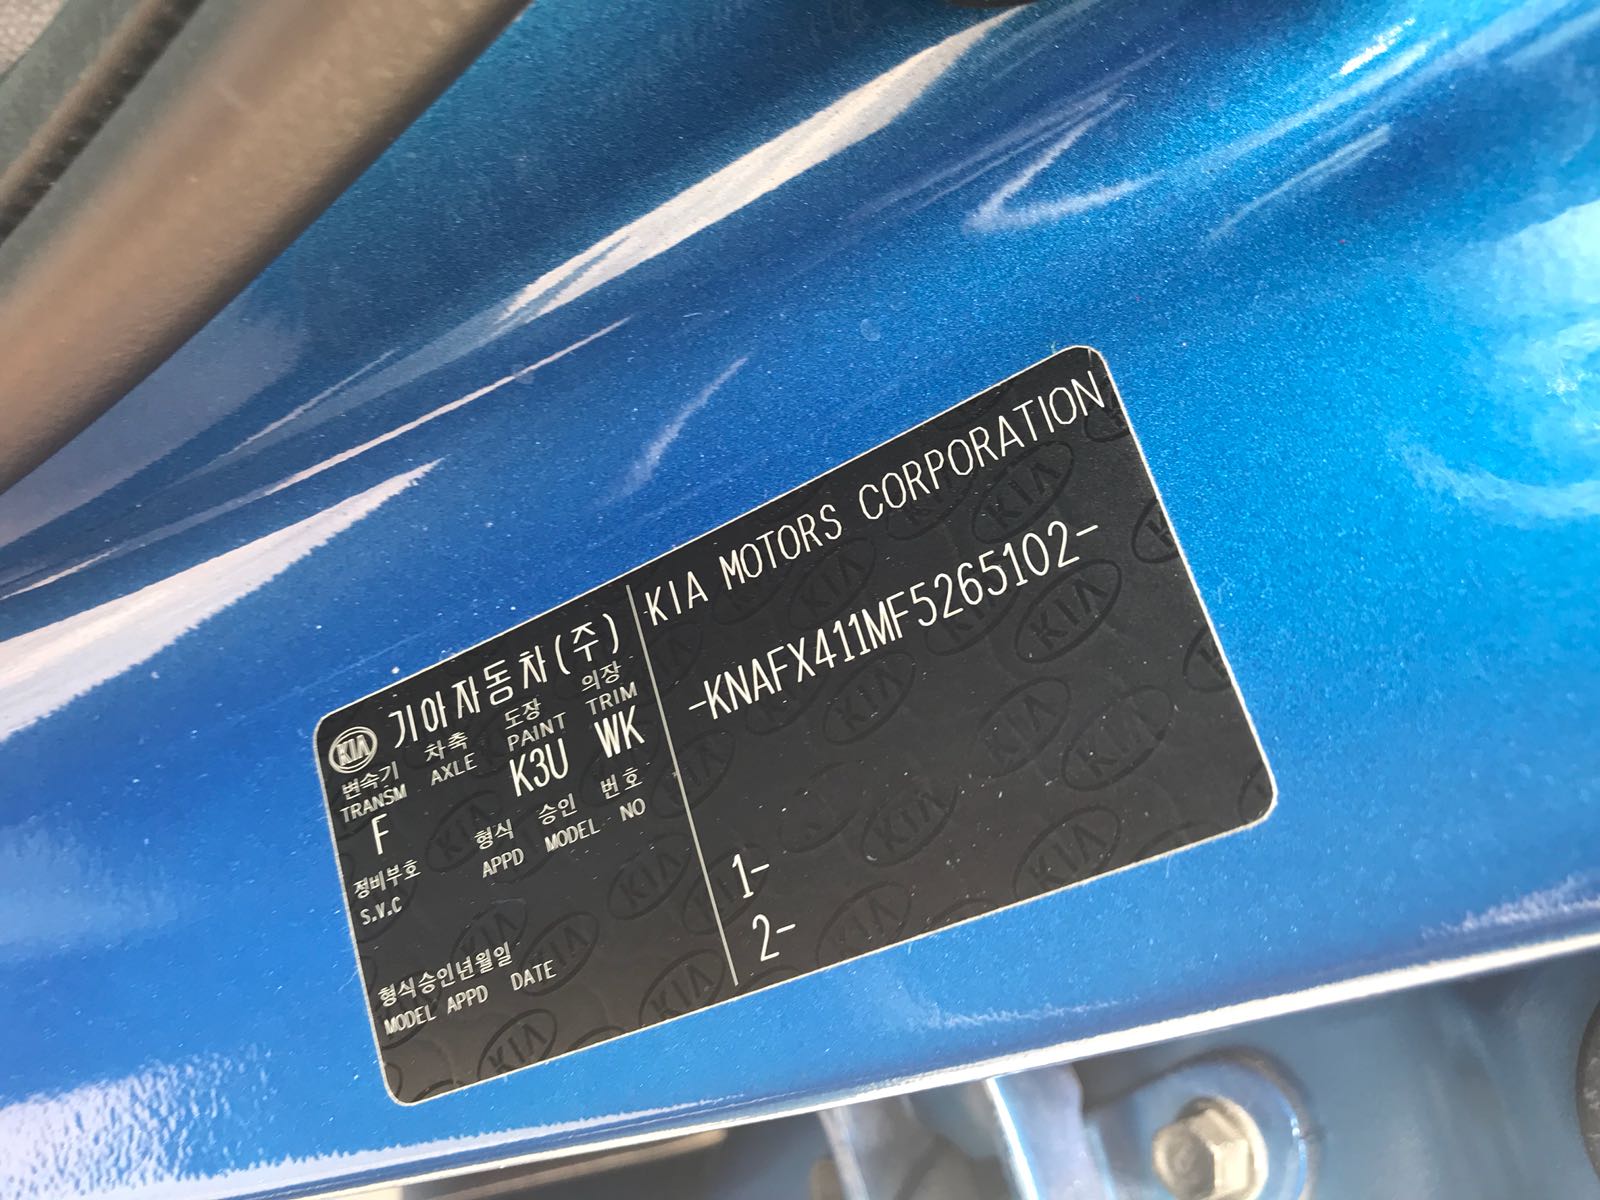 KIA 기아자동차(주)
변속기 차축 도장 의장
TRANSM AXLE PAINT TRIM
F K3U WK
정비부호 형식 승인 번호
S.V.C APPD MODEL NO
형식승인년월일
MODEL APPD DATE
KIA MOTORS CORPORATION
-KNAFX411MF5265102-
1-
2-